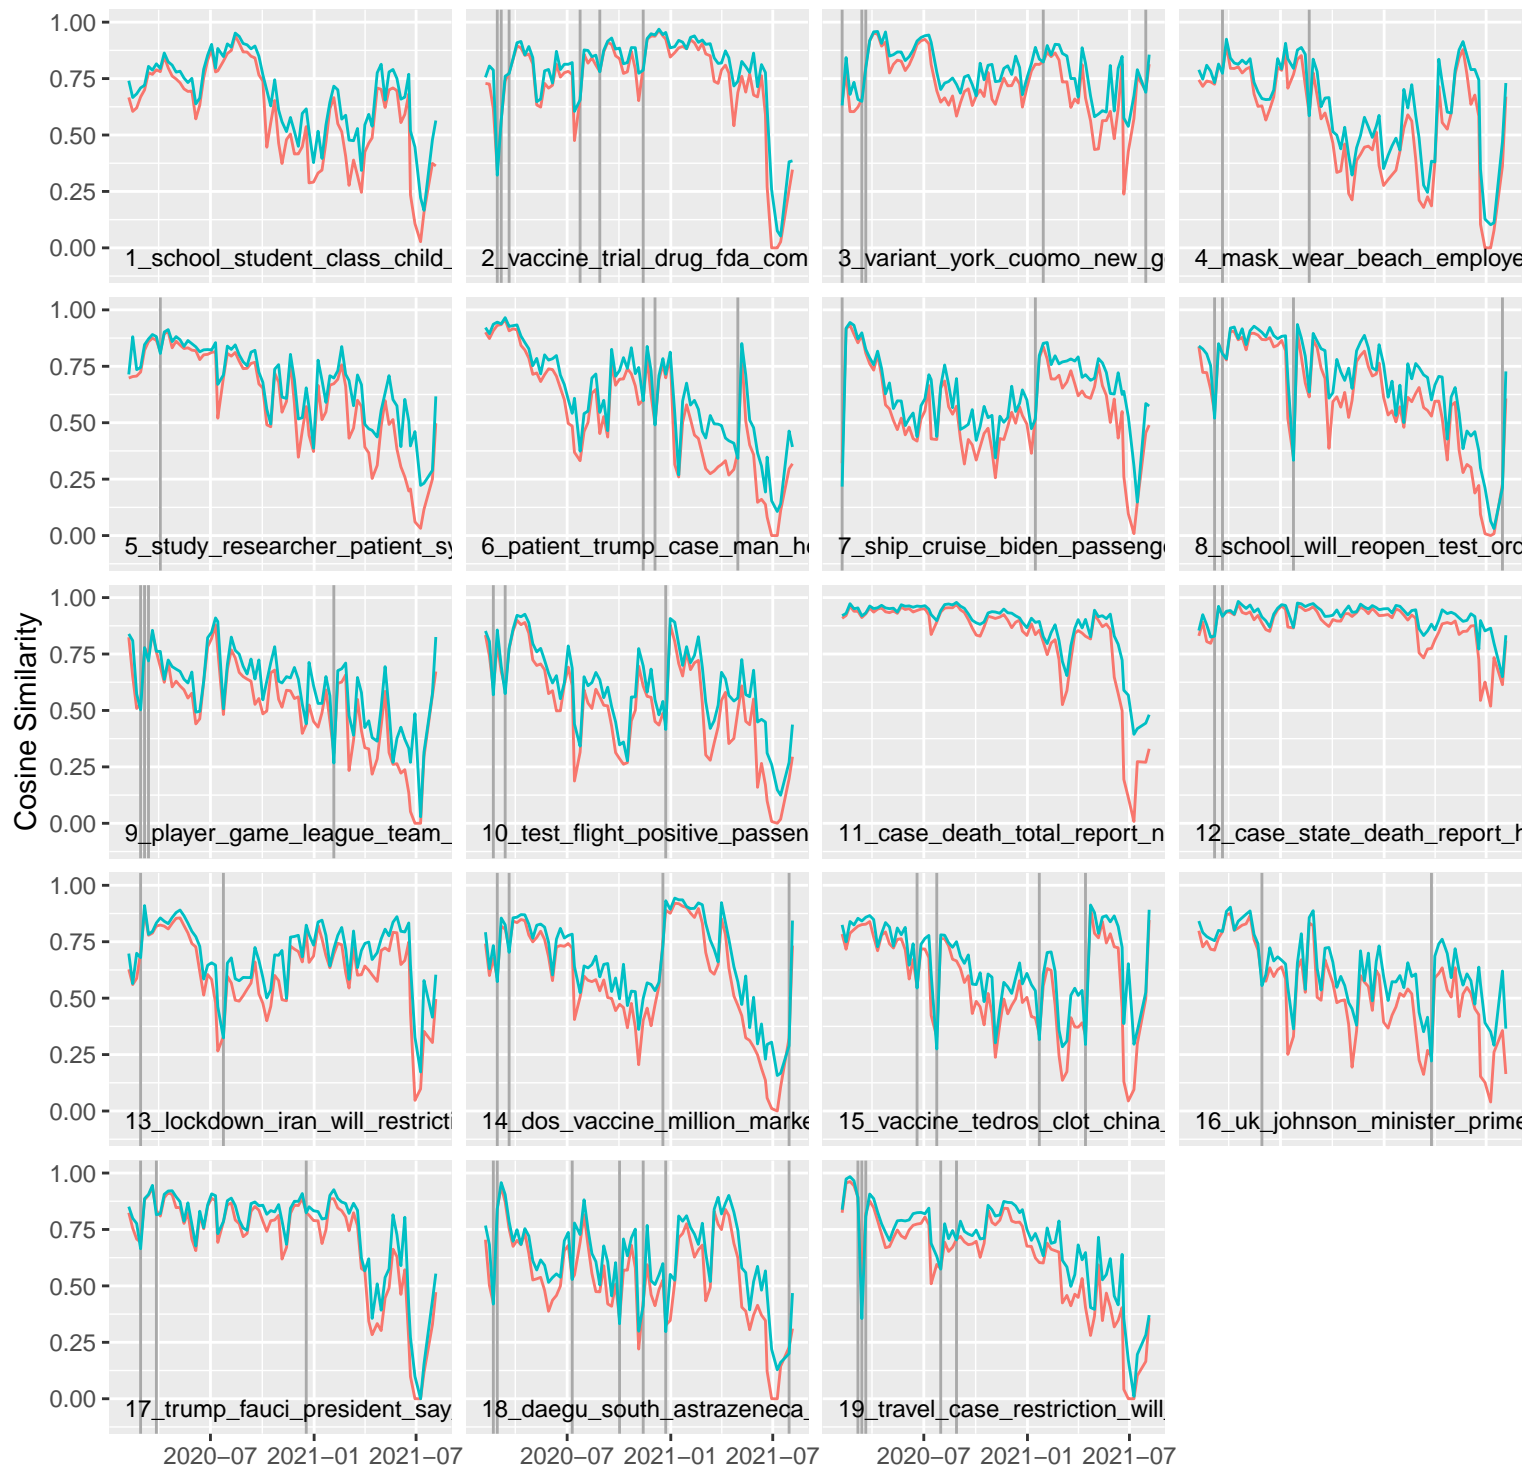 1.00
0.75
0.50
0.25
0.00
1_school_student_class_child_
2_vaccine_trial_drug_fda_com
3_variant_york_cuomo_new_g
4_mask_wear_beach_employe
1.00
0.75
0.50
0.25
0.00
5_study_researcher_patient_sy
6_patient_trump_case_man_ho
7_ship_cruise_biden_passenge
8_school_will_reopen_test_ord
Cosine Similarity
1.00
0.75
0.50
0.25
0.00
9_player_game_league_team_
10_test_flight_positive_passen
11_case_death_total_report_n
12_case_state_death_report_h
1.00
0.75
0.50
0.25
0.00
13_lockdown_iran_will_restricti
14_dos_vaccine_million_marke
15_vaccine_tedros_clot_china_
16_uk_johnson_minister_prime
1.00
0.75
0.50
0.25
0.00
17_trump_fauci_president_say_
18_daegu_south_astrazeneca_
19_travel_case_restriction_will_
2020−07 2021−01 2021−07
2020−07 2021−01 2021−07
2020−07 2021−01 2021−07